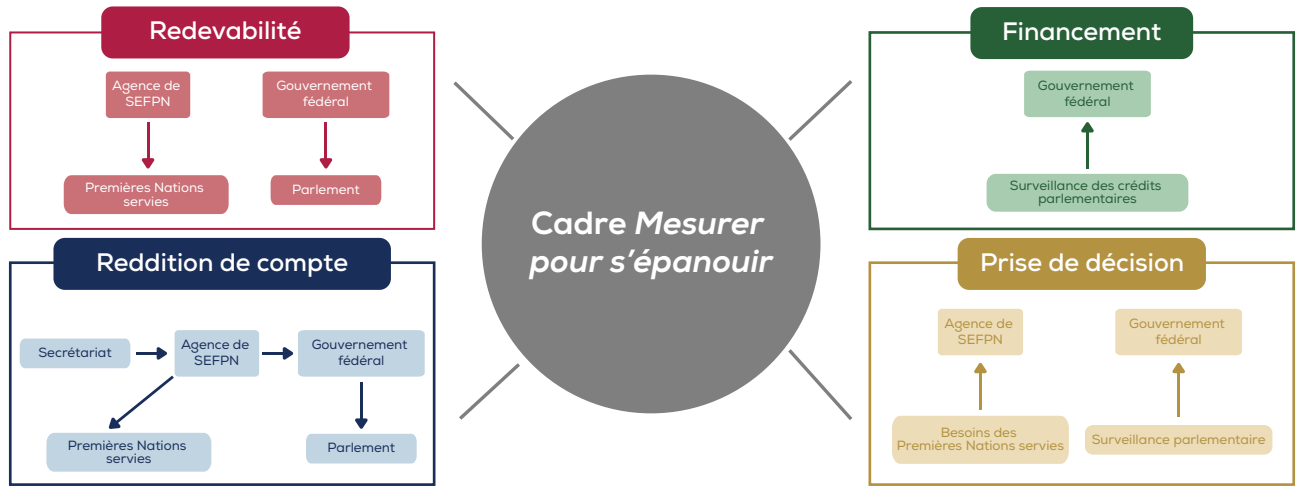 Redevabilité
Agence de
SEFPN
Gouvernement
fédéral
Premières Nations
servies
Parlement
Reddition de compte
Secrétariat
Agence de
SEFPN
Gouvernement
fédéral
Premières Nations
servies
Parlement
Cadre Mesurer
pour s’épanouir
Financement
Gouvernement
fédéral
Surveillance des crédits
parlementaires
Prise de décision
Agence de
SEFPN
Gouvernement
fédéral
Besoins des
Premières Nations servies
Surveillance parlementaire